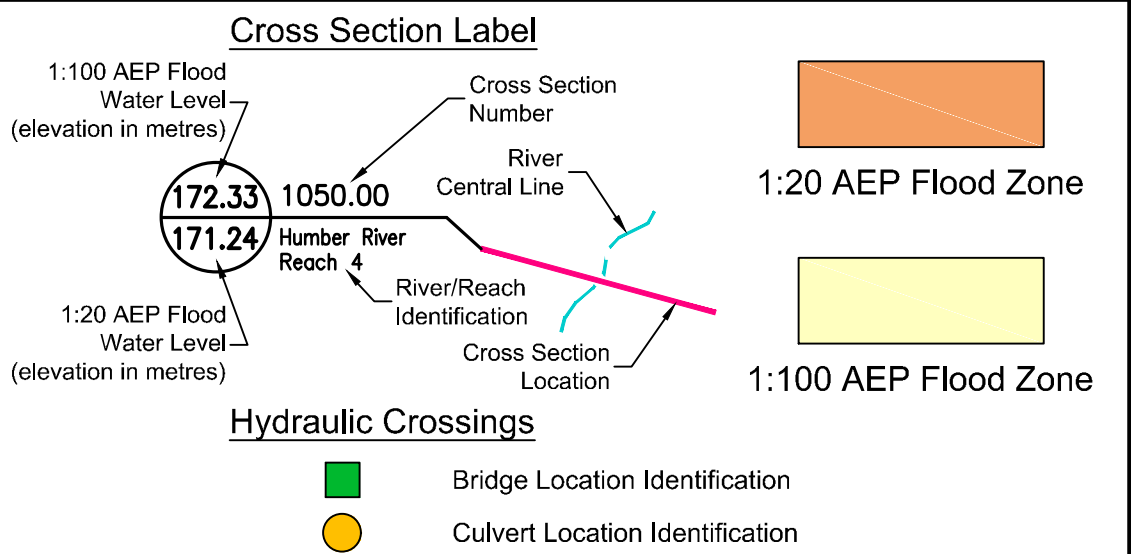 Cross Section Label
1:100 AEP Flood
Water Level
(elevation in metres)
Cross Section
Number
River
Central Line
172.33
1050.00
171.24
Humber River
Reach 4
River/Reach
Identification
1:20 AEP Flood
Water Level
(elevation in metres)
Cross Section
Location
1:20 AEP Flood Zone
1:100 AEP Flood Zone
Hydraulic Crossings
Bridge Location Identification
Culvert Location Identification